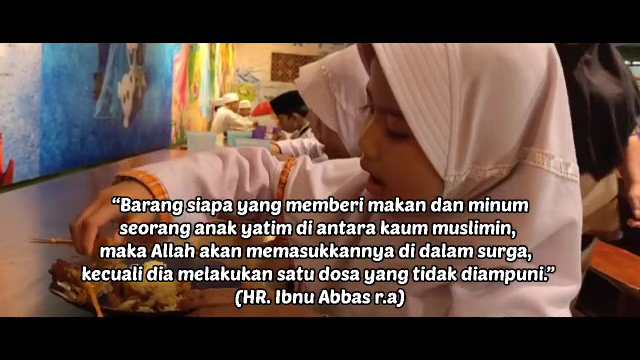 “Barang siapa yang memberi makan dan minum
seorang anak yatim di antara kaum muslimin,
maka Allah akan memasukkannya di dalam surga,
kecuali dia melakukan satu dosa yang tidak diampuni.”
(HR. Ibnu Abbas r.a)